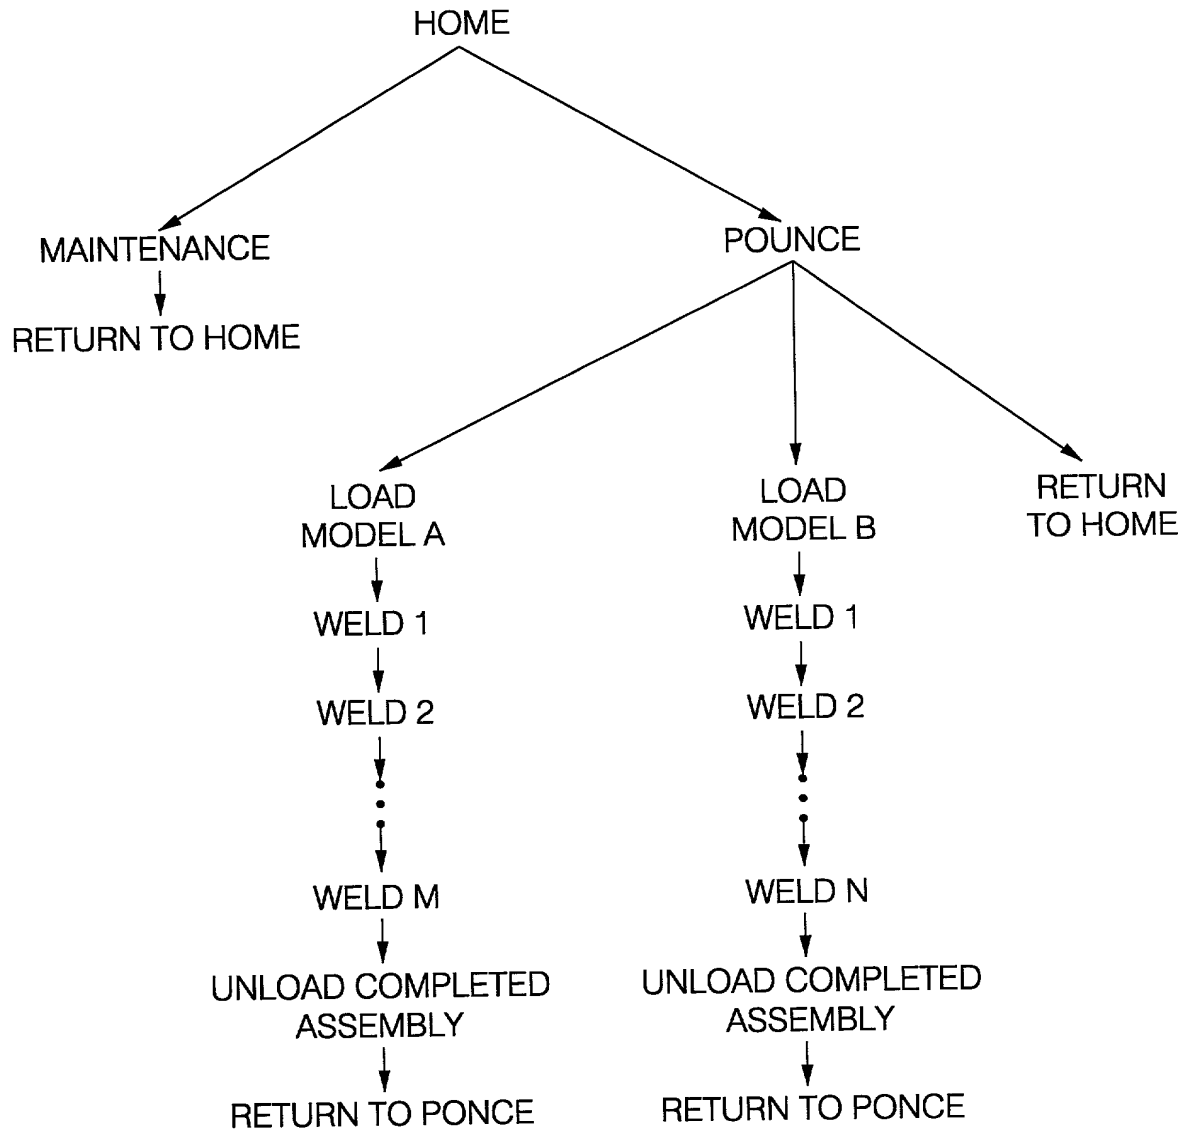 HOME
MAINTENANCE
POUNCE
RETURN TO HOME
LOAD
MODEL A
LOAD
MODEL B
RETURN
TO HOME
WELD 1
WELD 1
WELD 2
WELD 2
WELD M
WELD N
UNLOAD COMPLETED
ASSEMBLY
UNLOAD COMPLETED
ASSEMBLY
RETURN TO PONCE
RETURN TO PONCE